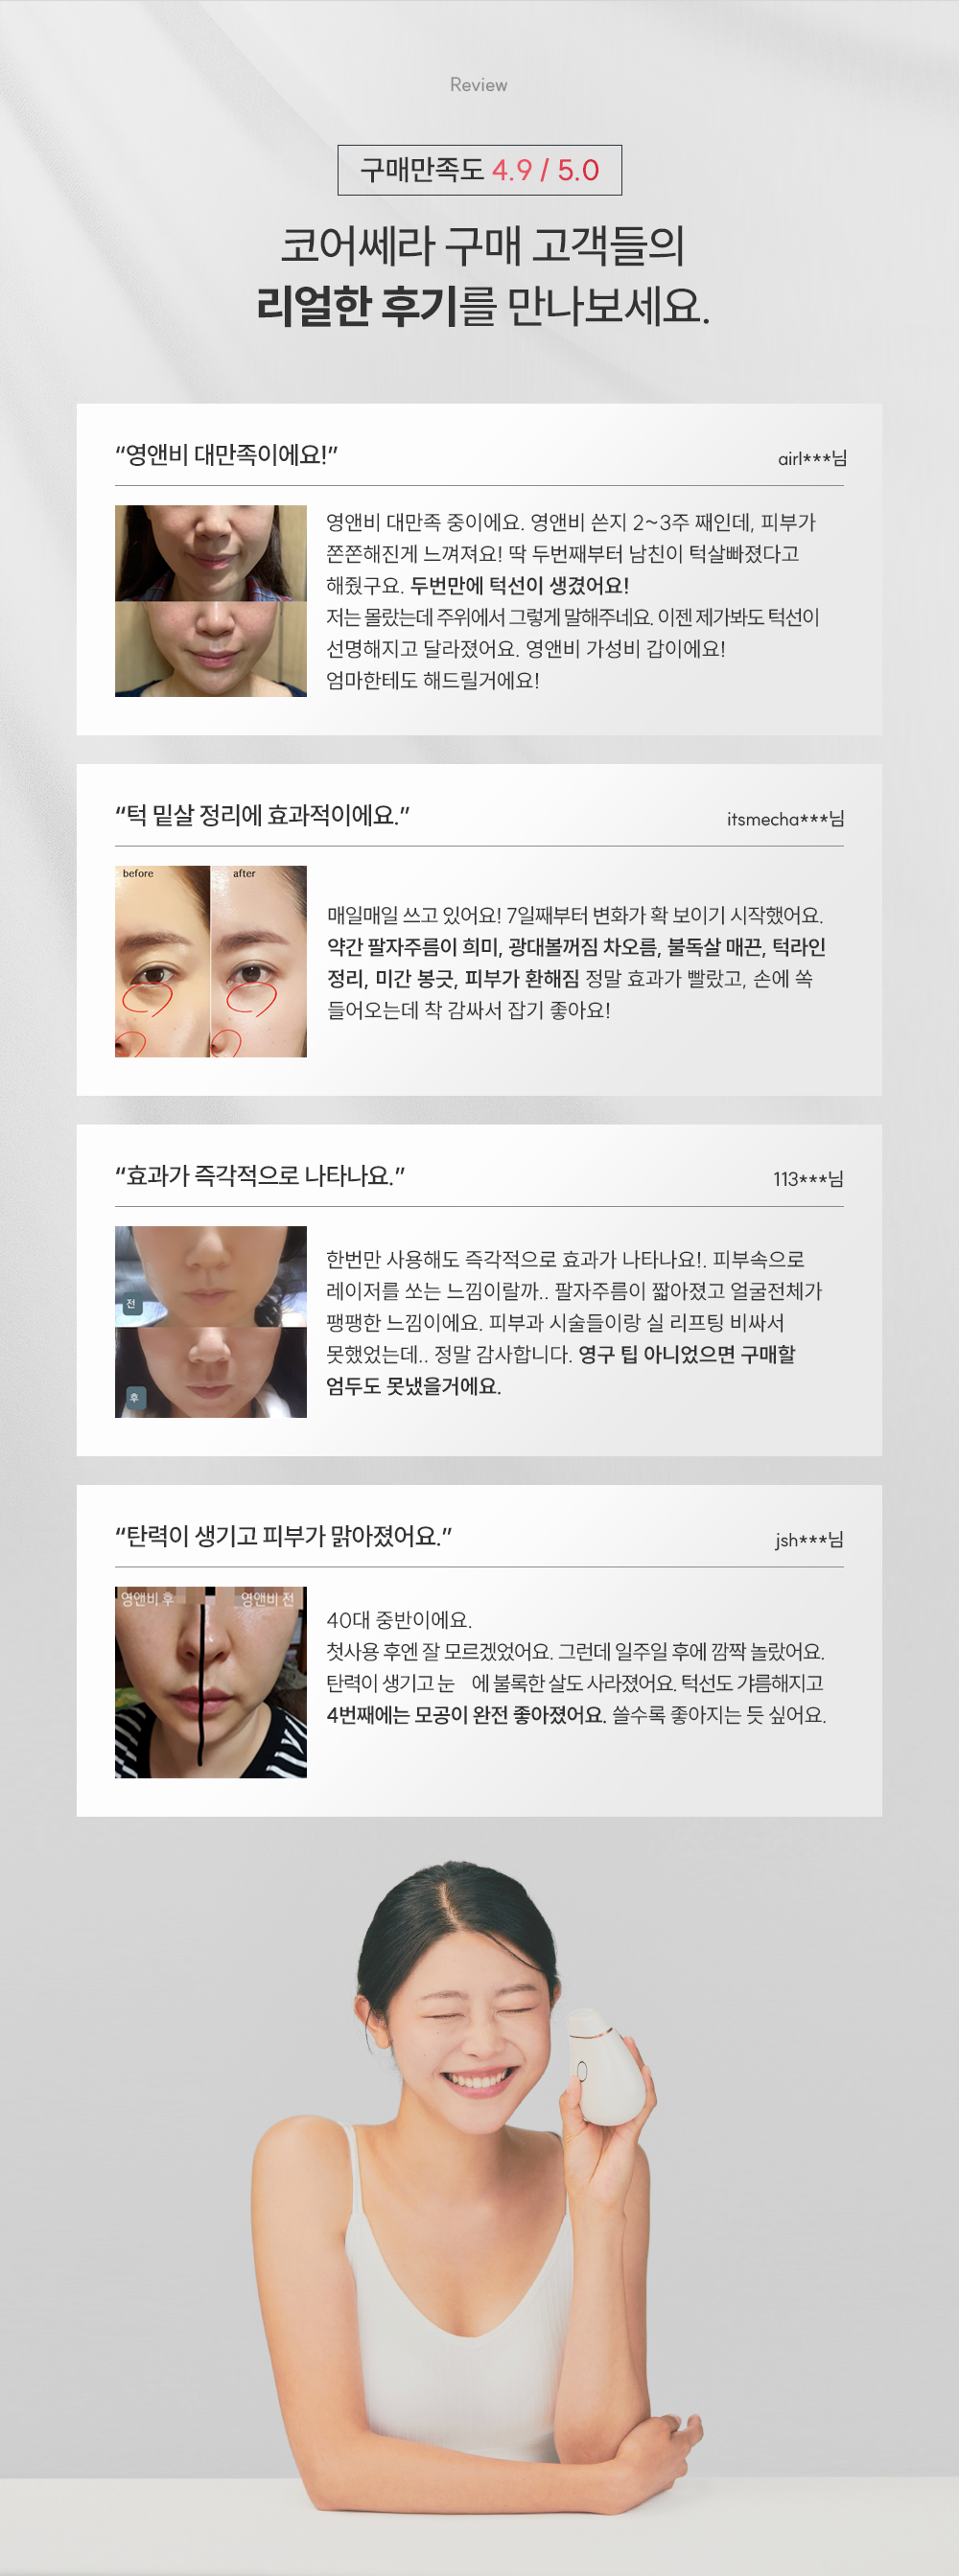 Review
구매만족도 4.9 / 5.0
코어쎄라 구매 고객들의
리얼한 후기를 만나보세요.
“영앤비 대만족이에요!”
airl***님
영앤비 대만족 중이에요. 영앤비 쓴지 2~3주 째인데, 피부가
쫀쫀해진게 느껴져요! 딱 두번째부터 남친이 턱살빠졌다고
해줬구요. 두번만에 턱선이 생겼어요!
저는 몰랐는데 주위에서 그렇게 말해주네요. 이젠 제가봐도 턱선이
선명해지고 달라졌어요. 영앤비 가성비 갑이에요!
엄마한테도 해드릴거에요!
“턱 밑살 정리에 효과적이에요.”
itsmecha***님
before
after
매일매일 쓰고 있어요! 7일째부터 변화가 확 보이기 시작했어요.
약간 팔자주름이 희미, 광대볼꺼짐 차오름, 불독살 매끈, 턱라인
정리, 미간 봉긋, 피부가 환해짐 정말 효과가 빨랐고, 손에 쏙
들어오는데 착 감싸서 잡기 좋아요!
“효과가 즉각적으로 나타나요.”
113***님
전
후
한번만 사용해도 즉각적으로 효과가 나타나요!. 피부속으로
레이저를 쏘는 느낌이랄까.. 팔자주름이 짧아졌고 얼굴전체가
팽팽한 느낌이에요. 피부과 시술들이랑 실 리프팅 비싸서
못했었는데.. 정말 감사합니다. 영구 팁 아니었으면 구매할
엄두도 못냈을거에요.
“탄력이 생기고 피부가 맑아졌어요.”
jsh***님
영앤비 후
영앤비 전
40대 중반이에요.
첫사용 후엔 잘 모르겠었어요. 그런데 일주일 후에 깜짝 놀랐어요.
탄력이 생기고 눈 에 불록한 살도 사라졌어요. 턱선도 갸름해지고
4번째에는 모공이 완전 좋아졌어요. 쓸수록 좋아지는 듯 싶어요.